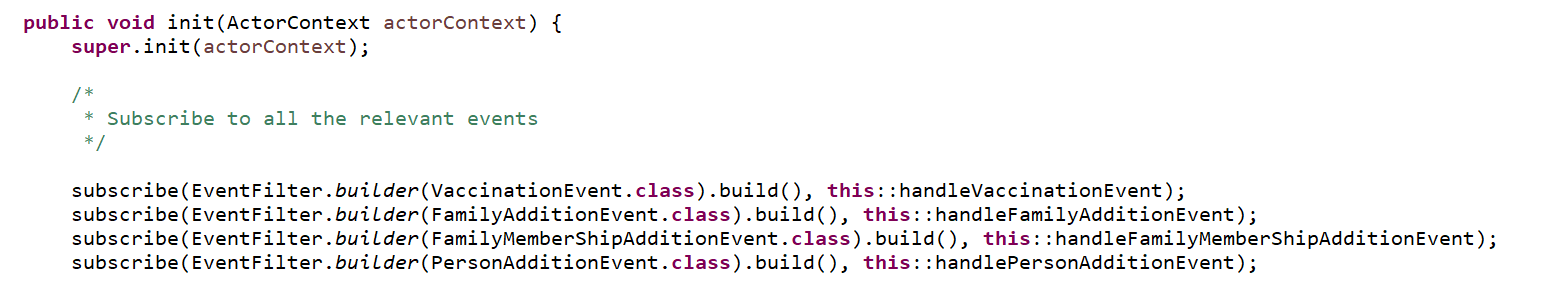 public void init(ActorContext actorContext) {
super.init(actorContext);
/*
* Subscribe to all the relevant events
*/
subscribe(EventFilter.builder(VaccinationEvent.class).build(), this::handleVaccinationEvent);
subscribe(EventFilter.builder(FamilyAdditionEvent.class).build(), this::handleFamilyAdditionEvent);
subscribe(EventFilter.builder(FamilyMemberShipAdditionEvent.class).build(), this::handleFamilyMemberShipAdditionEvent);
subscribe(EventFilter.builder(PersonAdditionEvent.class).build(), this::handlePersonAdditionEvent);